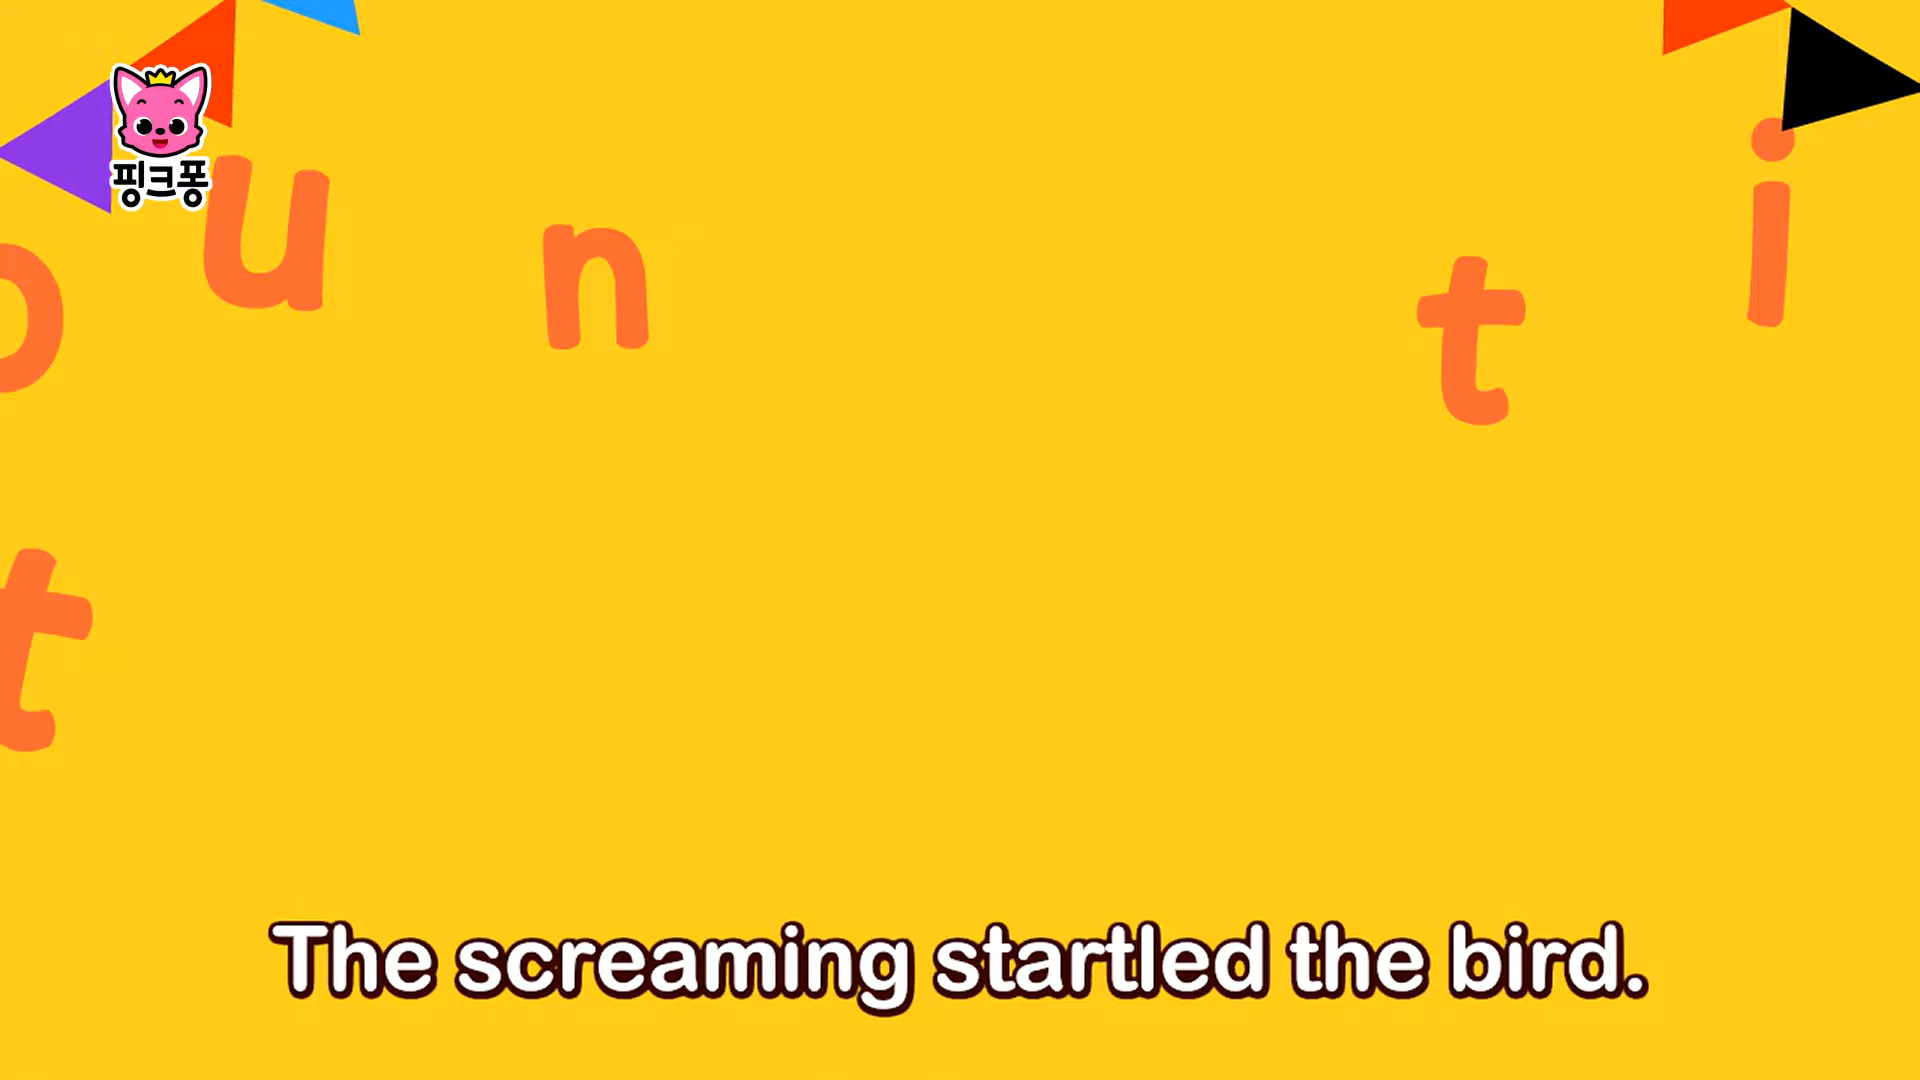 핑크퐁
u
i
n
o
t
t
The screaming startled the bird.